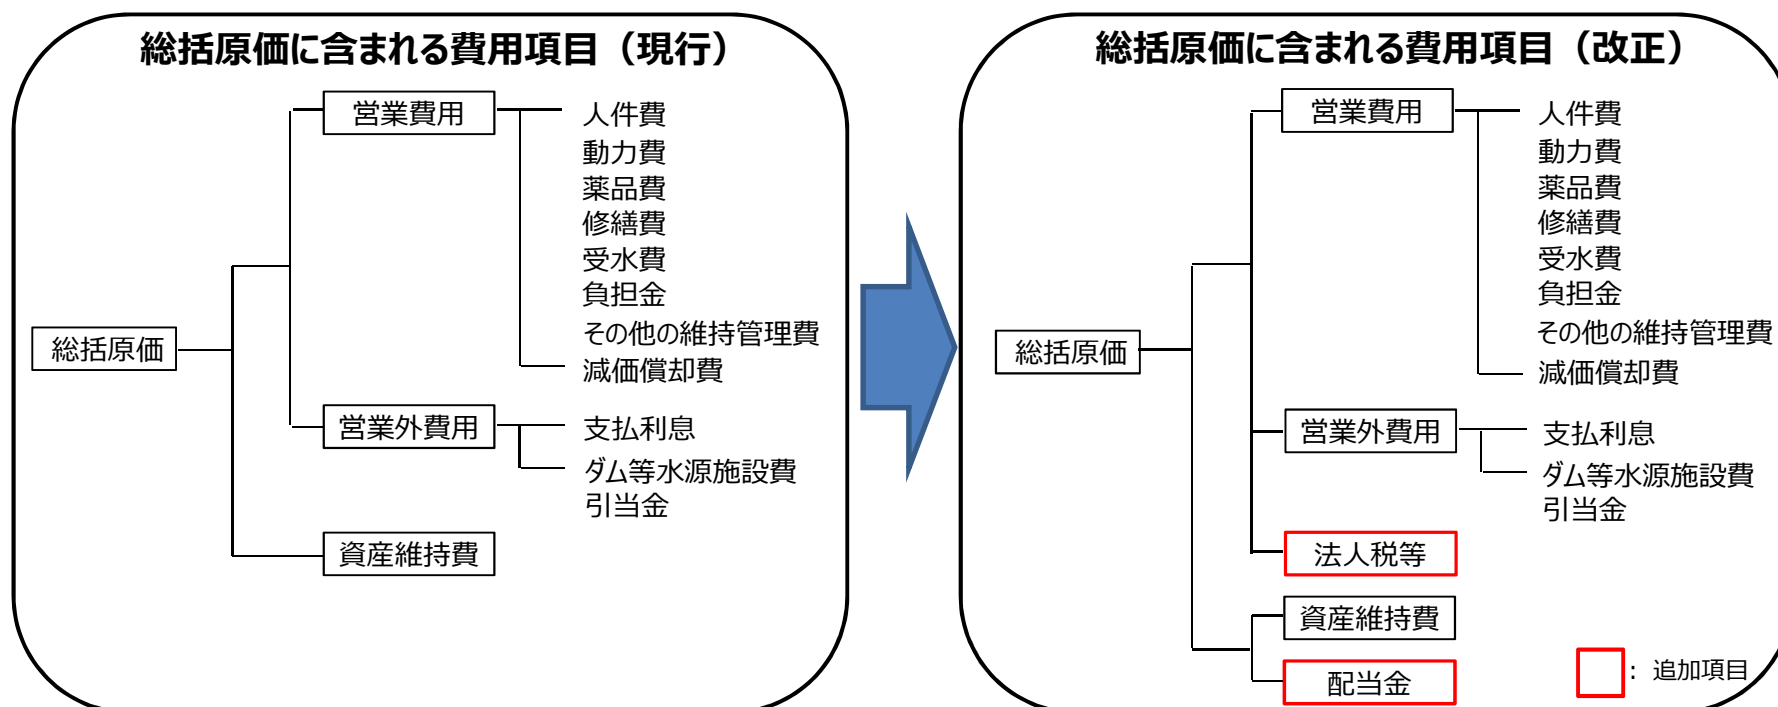 総括原価に含まれる費用項目（現行）
営業費用
人件費
動力費
薬品費
修繕費
受水費
負担金
その他の維持管理費
減価償却費
総括原価
営業外費用
支払利息
ダム等水源施設費
引当金
資産維持費
総括原価に含まれる費用項目（改正）
営業費用
人件費
動力費
薬品費
修繕費
受水費
負担金
その他の維持管理費
減価償却費
総括原価
営業外費用
支払利息
ダム等水源施設費
引当金
法人税等
資産維持費
配当金
：追加項目